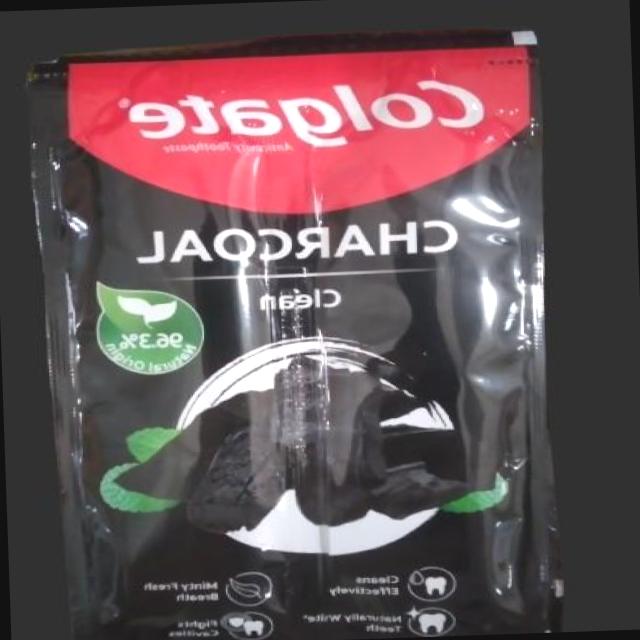 Colgate®
Anticavity Toothpaste
CHARCOAL
Clean
96.3%
Natural Origin
Cleans
Effectively
Minty Fresh
Breath
Naturally White*
Teeth
Fights
Cavities